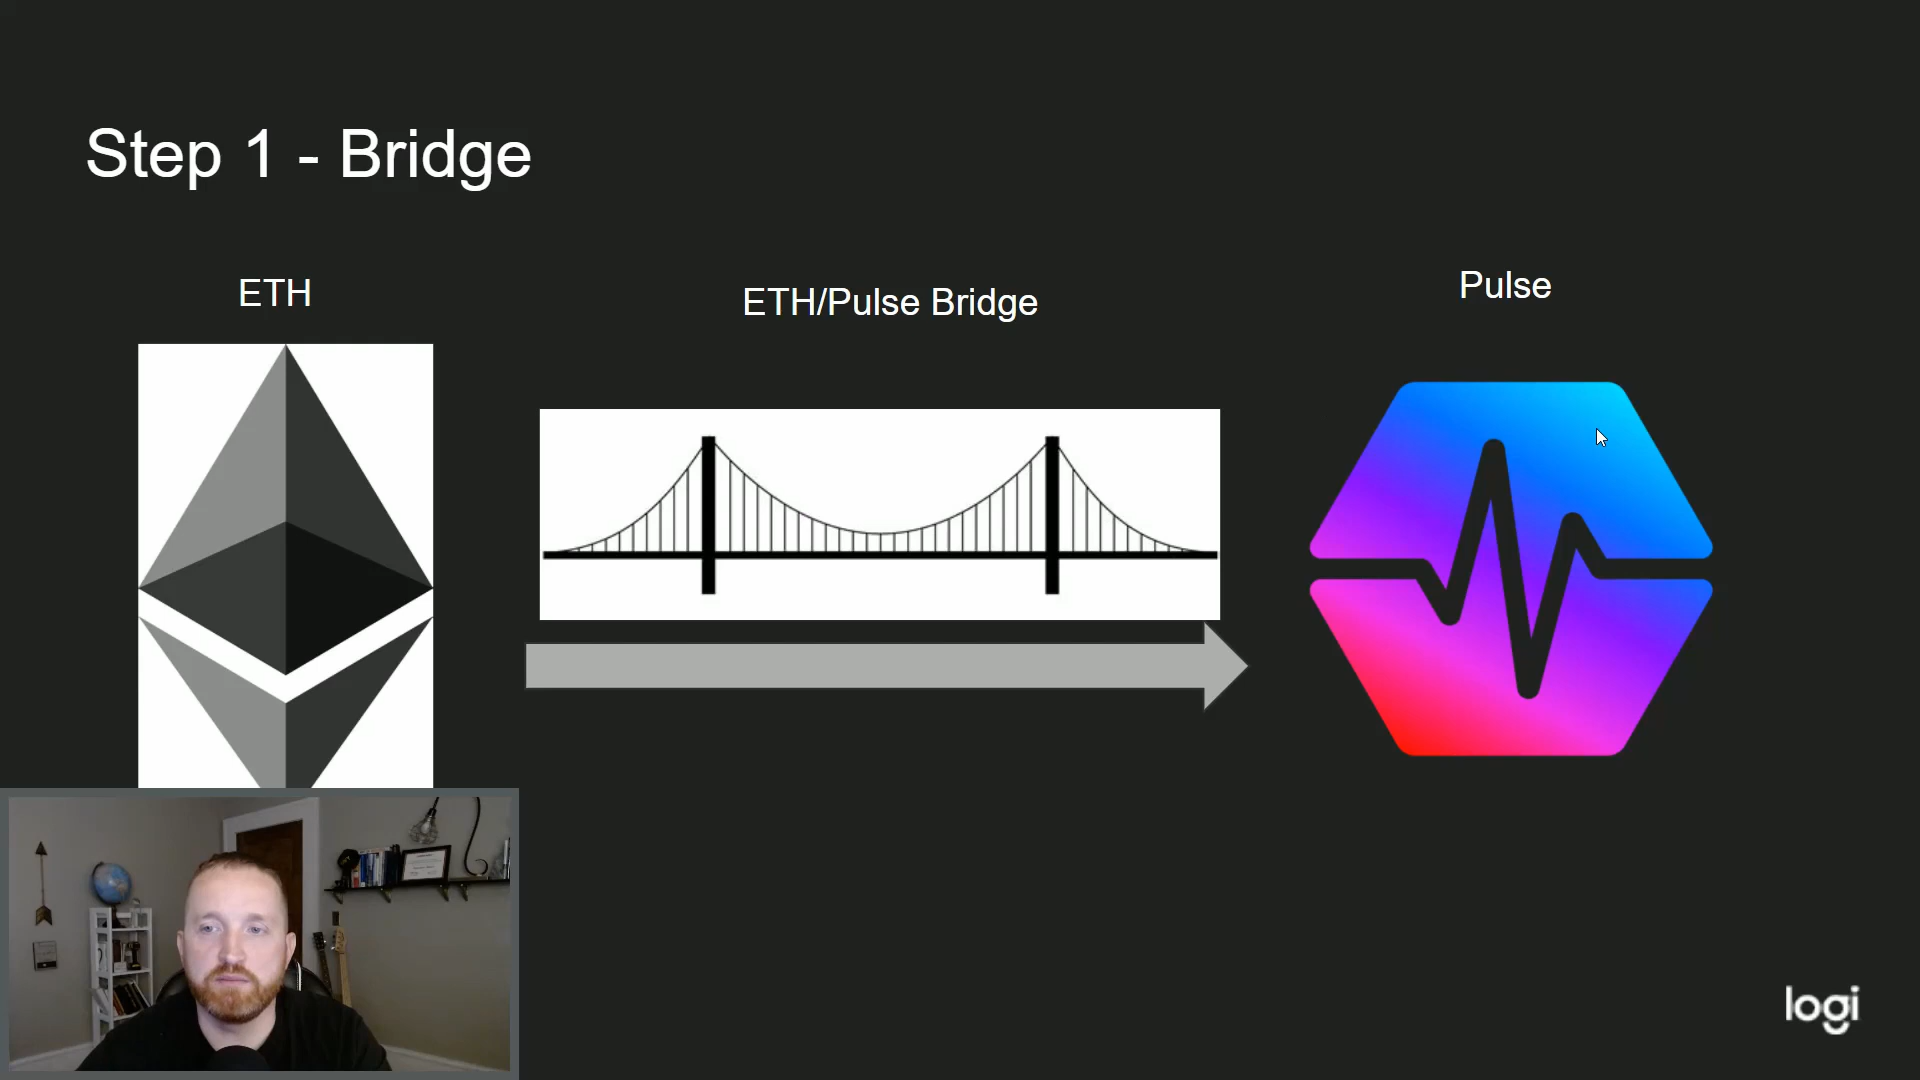 Step 1 - Bridge
ETH
ETH/Pulse Bridge
Pulse
logi